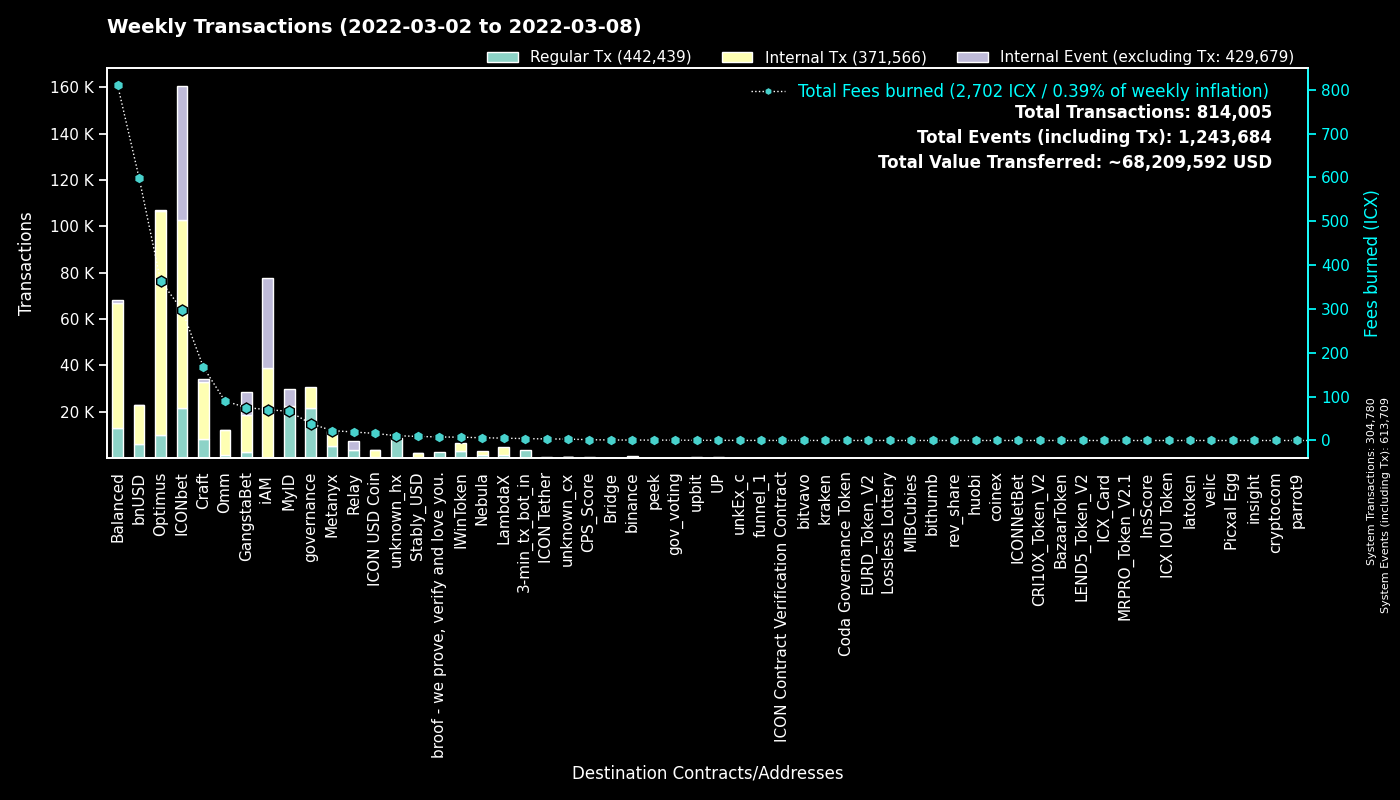 Weekly Transactions (2022-03-02 to 2022-03-08)
Regular Tx (442,439)
Internal Tx (371,566)
Internal Event (excluding Tx: 429,679)
Total Fees burned (2,702 ICX / 0.39% of weekly inflation)
Total Transactions: 814,005
Total Events (including Tx): 1,243,684
Total Value Transferred: ~68,209,592 USD
Transactions
160 K
140 K
120 K
100 K
80 K
60 K
40 K
20 K
800
700
600
500
400
300
200
100
0
Fees burned (ICX)
System Transactions: 304,780
System Events (including Tx): 613,709
Balanced
bnUSD
Optimus
ICONbet
Craft
Omm
GangstaBet
iAM
MyID
governance
Metanyx
Relay
ICON USD Coin
unknown_hx
Stably_USD
broof - we prove, verify and love you.
IWinToken
Nebula
LambdaX
3-min_tx_bot_in
ICON Tether
unknown_cx
CPS_Score
Bridge
binance
peek
gov_voting
upbit
UP
unkEx_c
funnel_1
ICON Contract Verification Contract
bitvavo
kraken
Coda Governance Token
EURD_Token_V2
Lossless Lottery
MIBCubies
bithumb
rev_share
huobi
coinex
ICONNetBet
CRI10X_Token_V2
BazaarToken
LEND5_Token_V2
ICX_Card
MRPRO_Token_V2.1
InsScore
ICX IOU Token
latoken
velic
Picxal Egg
insight
cryptocom
parrot9
Destination Contracts/Addresses